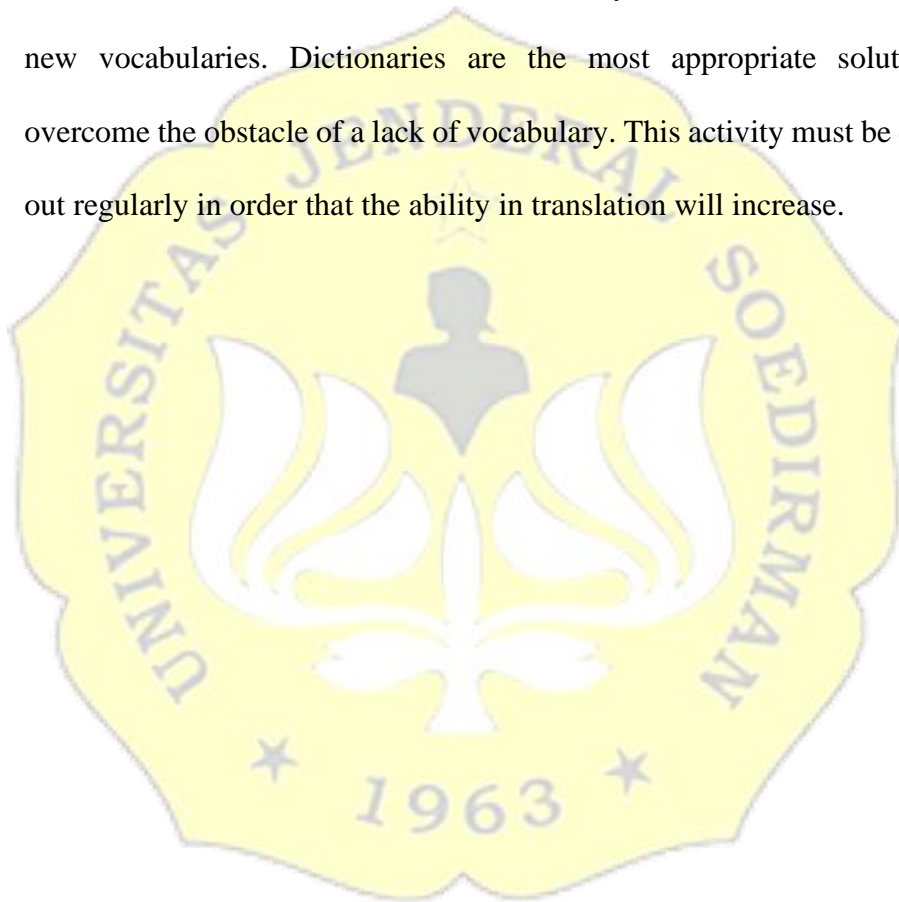 new vocabularies. Dictionaries are the most appropriate
overcome the obstacle of a lack of vocabulary. This activity must be
out regularly in order that the ability in translation will increase.
UNIVERSITAS JENDERAL SOEDIRMAN
1963